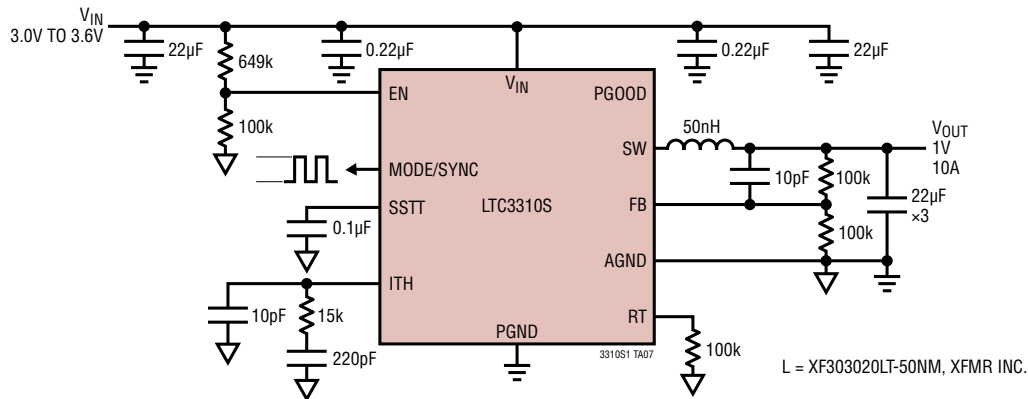 VIN
3.0V TO 3.6V
22µF
649k
0.22µF
0.22µF
22µF
VIN
EN
PGOOD
100k
50nH
SW
VOUT
1V
10A
MODE/SYNC
10pF
100k
SSTT
LTC3310S
FB
22µF
×3
0.1µF
100k
AGND
ITH
10pF
15k
RT
PGND
220pF
3310S1 TA07
100k
L = XF303020LT-50NM, XFMR INC.